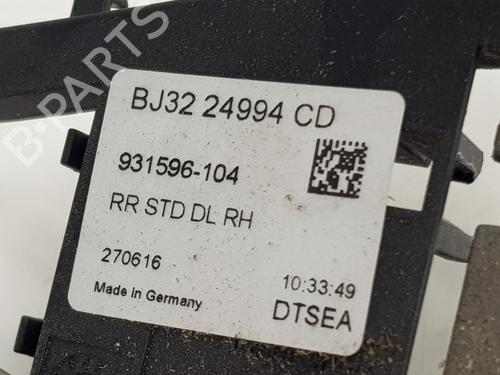 BJ32 24994 CD
931596-104
RR STD DL RH
270616
10:33:49
Made in Germany
DTSEA
B-PARTS